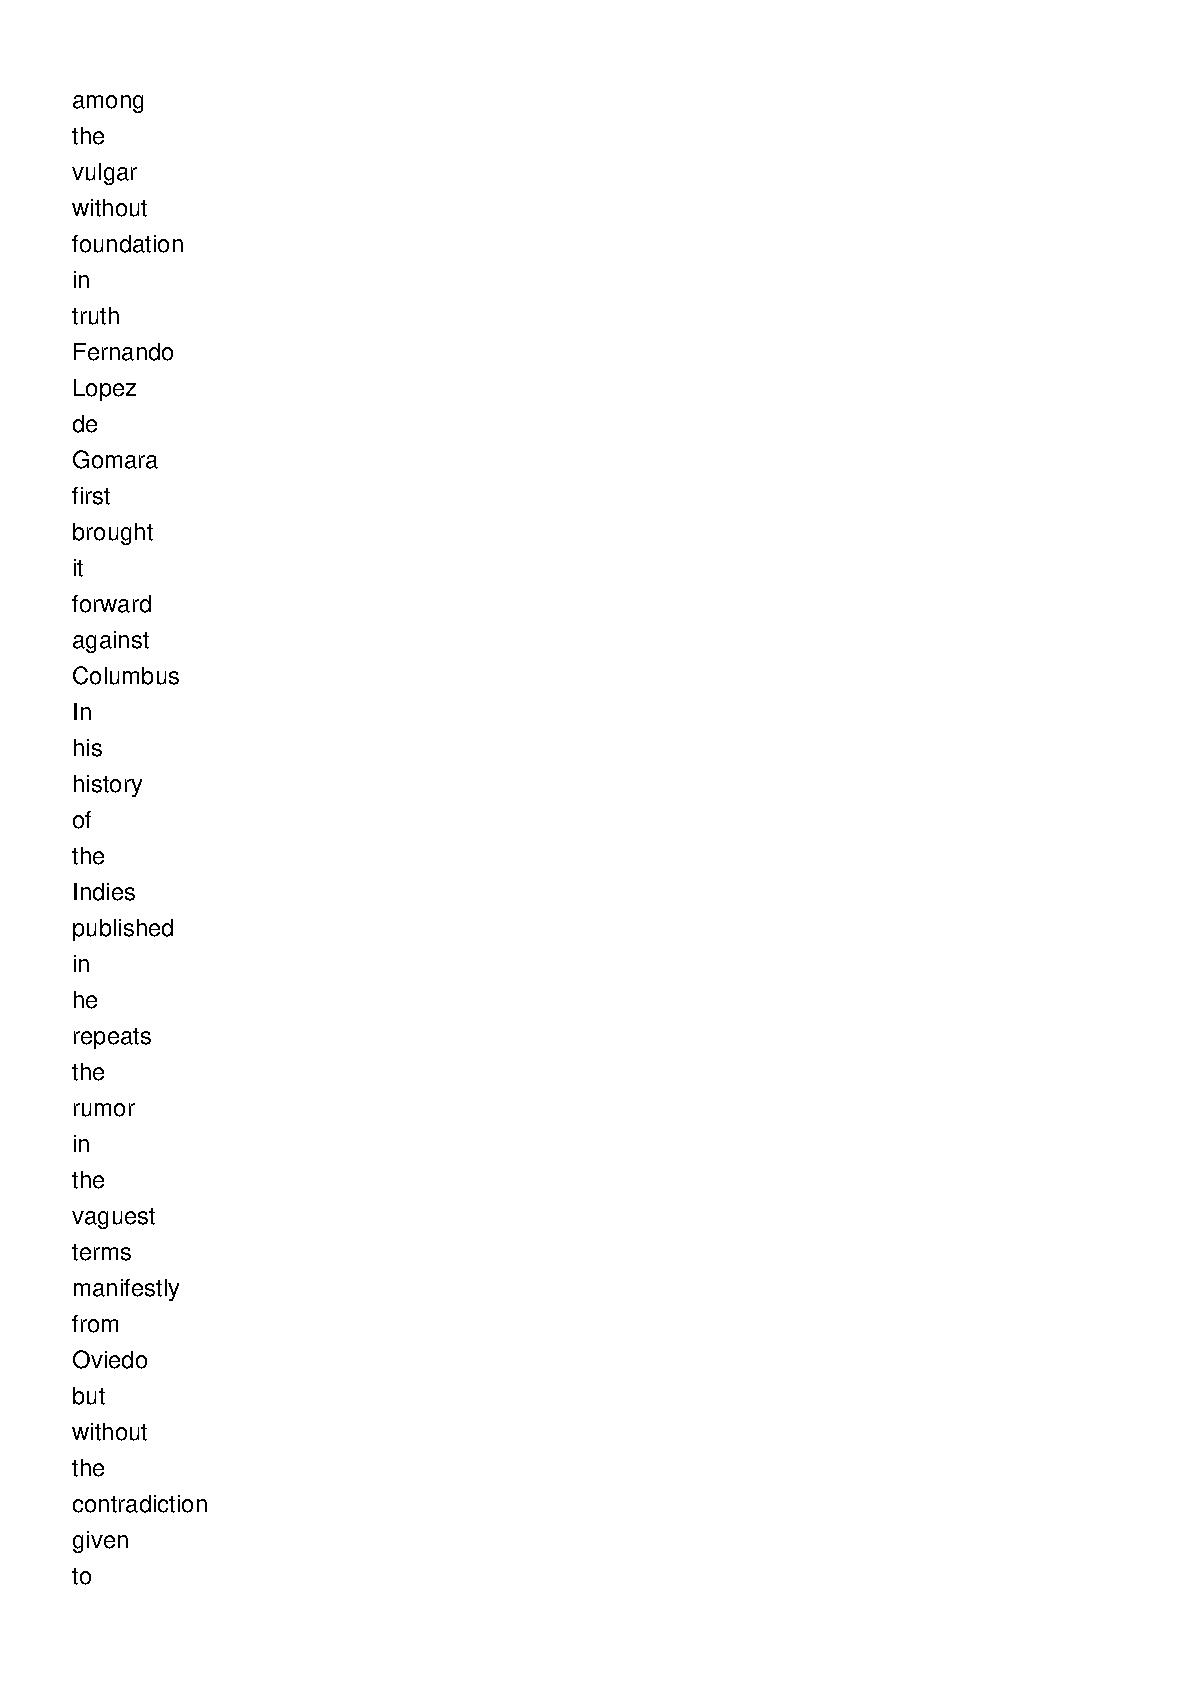 among
the
vulgar
without
foundation
in
truth
Fernando
Lopez
de
Gomara
first
brought
it
forward
against
Columbus
In
his
history
of
the
Indies
published
in
he
repeats
the
rumor
in
the
vaguest
terms
manifestly
from
Oviedo
but
without
the
contradiction
given
to